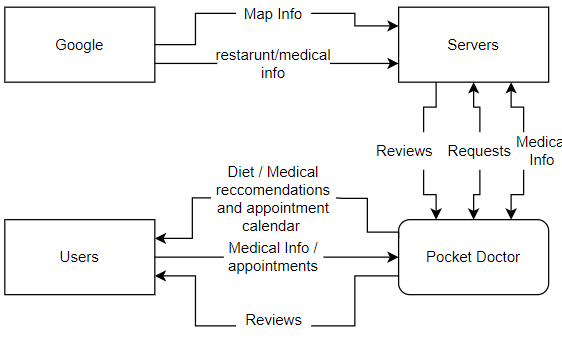 Map Info
Google
Servers
restarunt/medical
info
Reviews
Requests
Medica
Info
Diet / Medical
reccomendations
and appointment
calendar
Users
Medical Info /
appointments
Pocket Doctor
Reviews